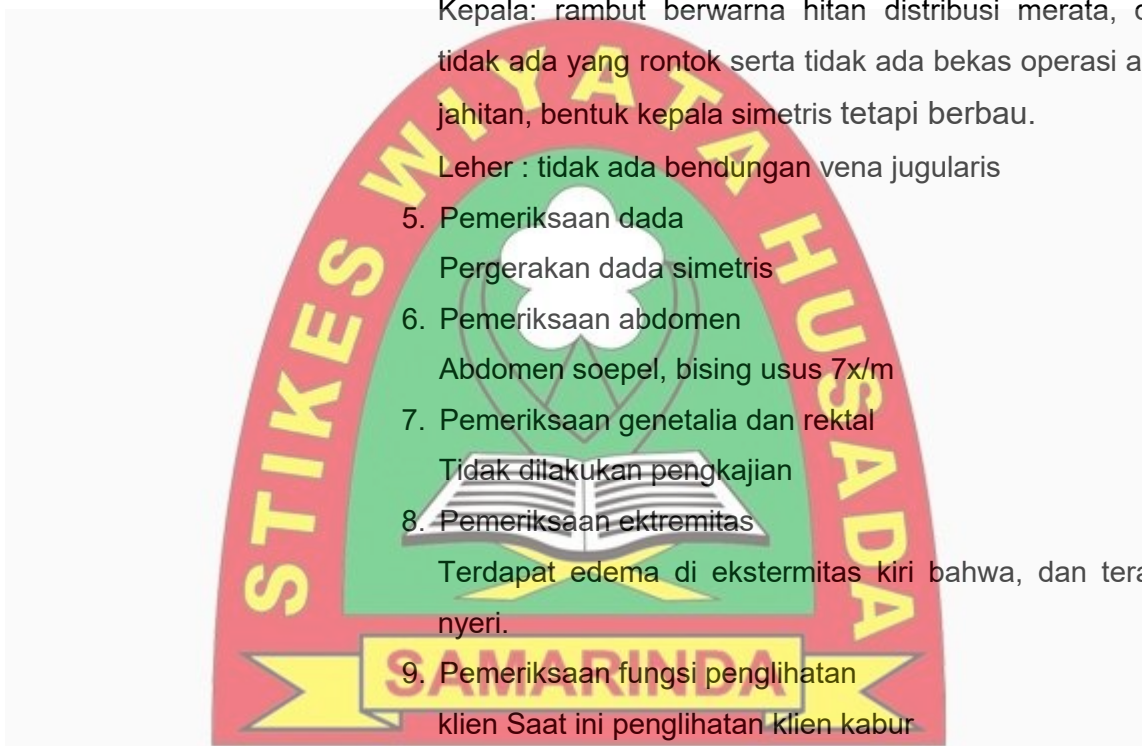 Kepala: rambut berwarna hitan distribusi merata,
tidak ada yang rontok serta tidak ada bekas operasi
jahitan, bentuk kepala simetris tetapi berbau.
Leher : tidak ada bendungan vena jugularis
5. Pemeriksaan dada
Pergerakan dada simetris
6. Pemeriksaan abdomen
Abdomen soepel, bising usus 7x/m
7. Pemeriksaan genetalia dan rektal
Tidak dilakukan pengkajian
8. Pemeriksaan ektremitas
Terdapat edema di ekstermitas kiri bahwa, dan
nyeri.
9. Pemeriksaan fungsi penglihatan
klien Saat ini penglihatan klien kabur
STIKES WIYATA HUSADA
SAMARINDA